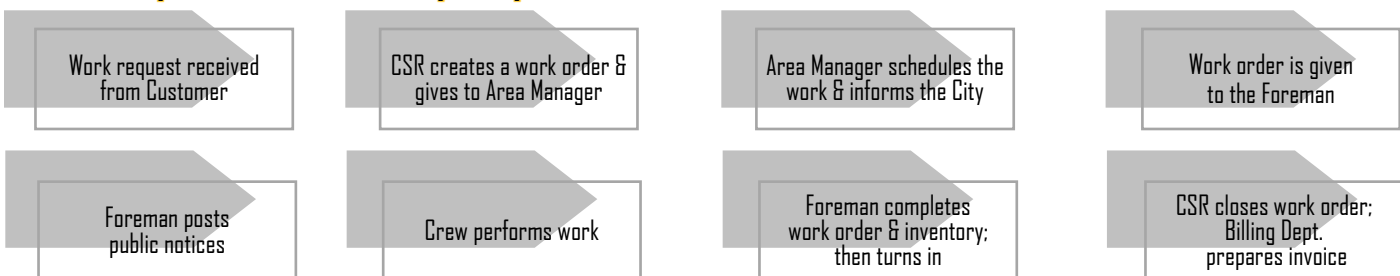 Work request received
from Customer
CSR creates a work order &
gives to Area Manager
Area Manager schedules the
work & informs the City
Work order is given
to the Foreman
Foreman posts
public notices
Crew performs work
Foreman completes
work order & inventory;
then turns in
CSR closes work order;
Billing Dept.
prepares invoice